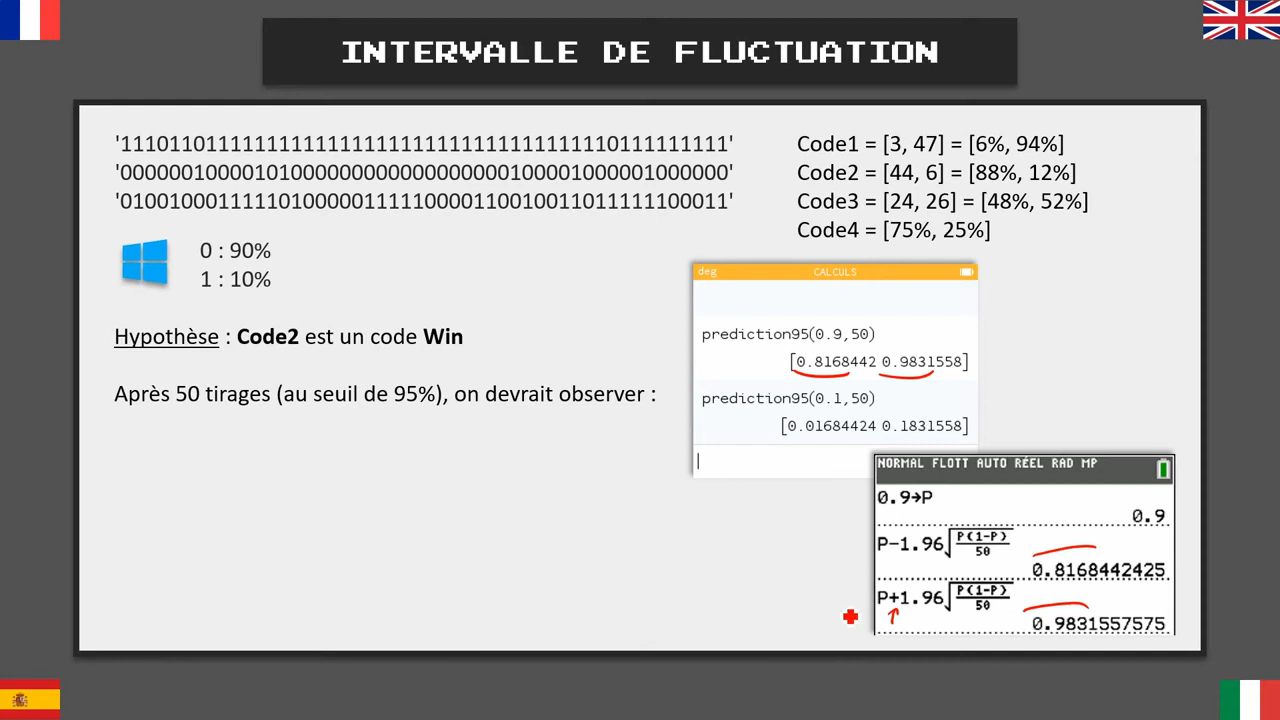 INTERVALLE DE FLUCTUATION
'11101101111111111111111111111111111111110111111111'
'00000010000101000000000000000000100001000001000000'
'01001000111110100000111110000110010011011111100011'
Code1 = [3, 47] = [6%, 94%]
Code2 = [44, 6] = [88%, 12%]
Code3 = [24, 26] = [48%, 52%]
Code4 = [75%, 25%]
0 : 90%
1 : 10%
Hypothèse : Code2 est un code Win
Après 50 tirages (au seuil de 95%), on devrait observer :
deg CALCULS
prediction95(0.9,50)
[0.8168442 0.9831558]
prediction95(0.1,50)
[0.01684424 0.1831558]
NORMAL FLOTT AUTO RÉEL RAD MP
0.9→P
0.9
P-1.96√(P(1-P)/50)
0.8168442425
P+1.96√(P(1-P)/50)
0.9831557575